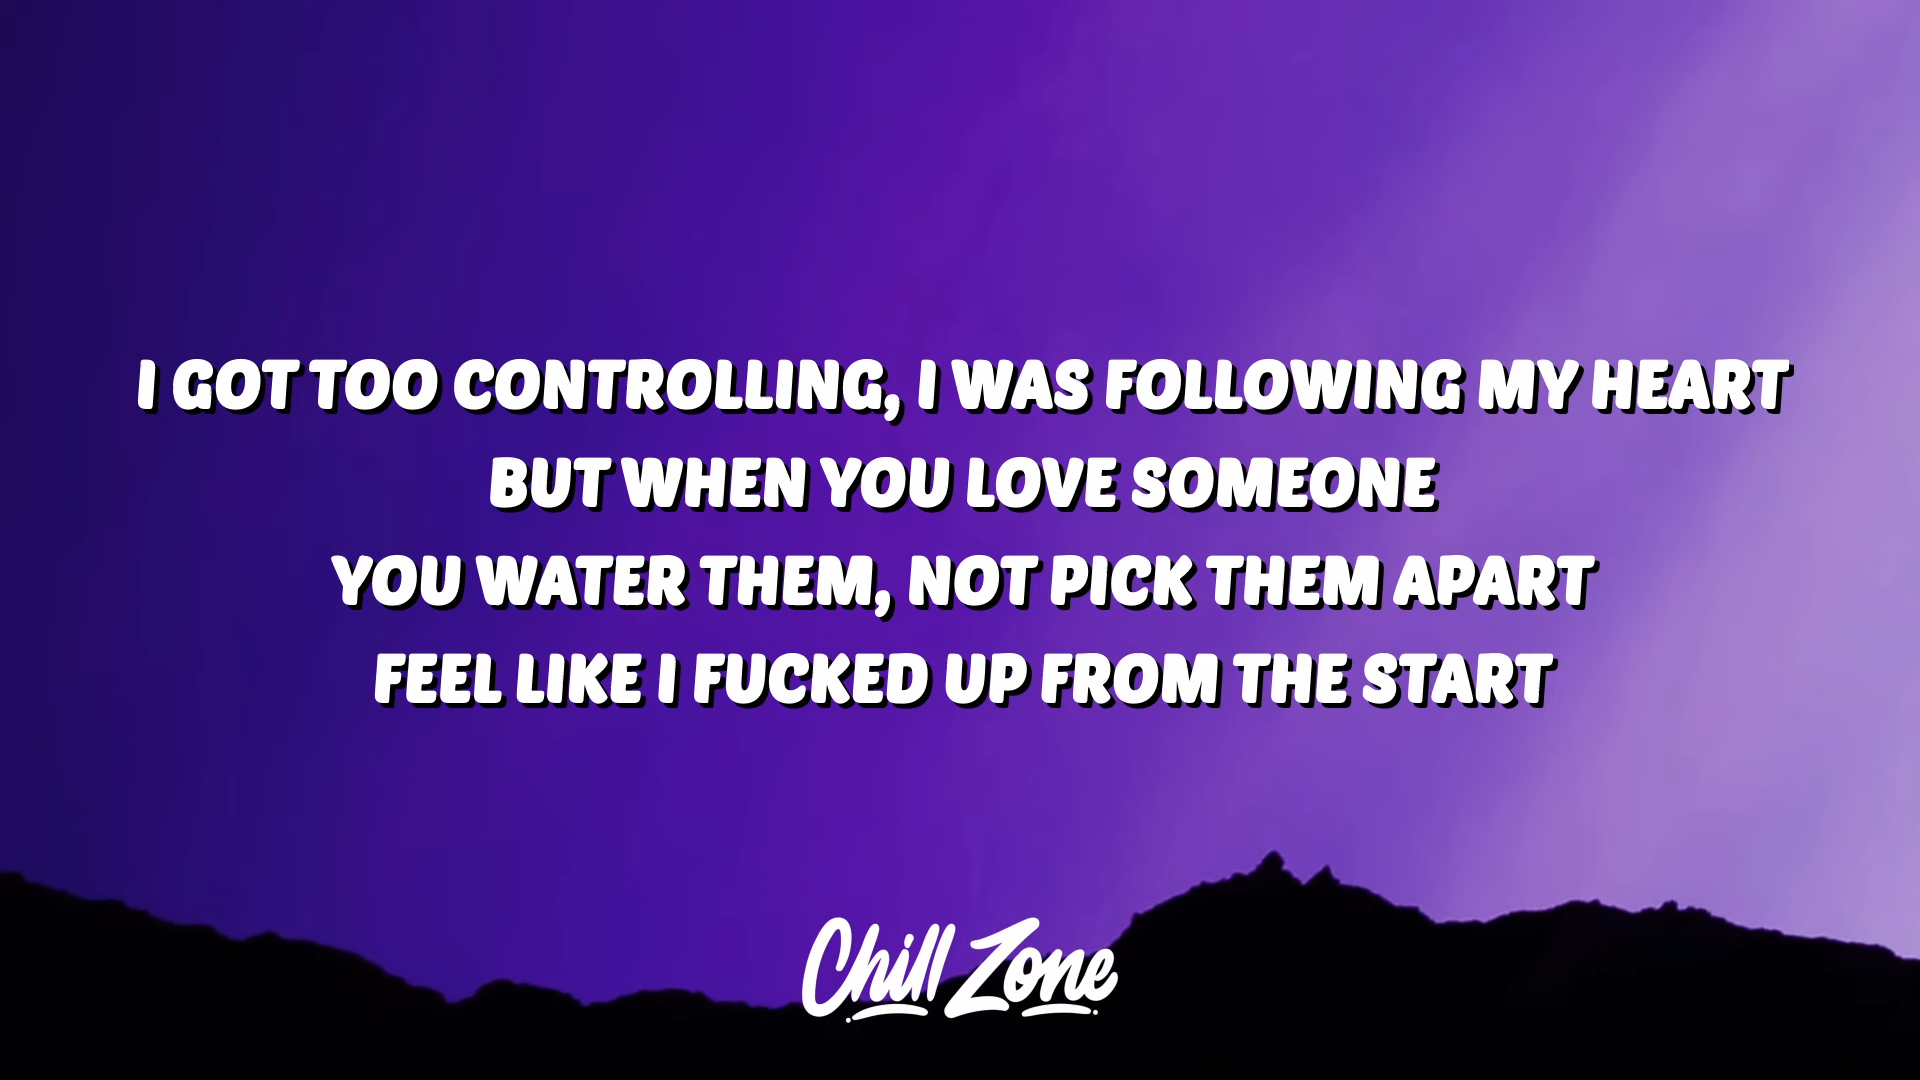 I GOT TOO CONTROLLING, I WAS FOLLOWING MY HEART
BUT WHEN YOU LOVE SOMEONE
YOU WATER THEM, NOT PICK THEM APART
FEEL LIKE I FUCKED UP FROM THE START
Chill Zone